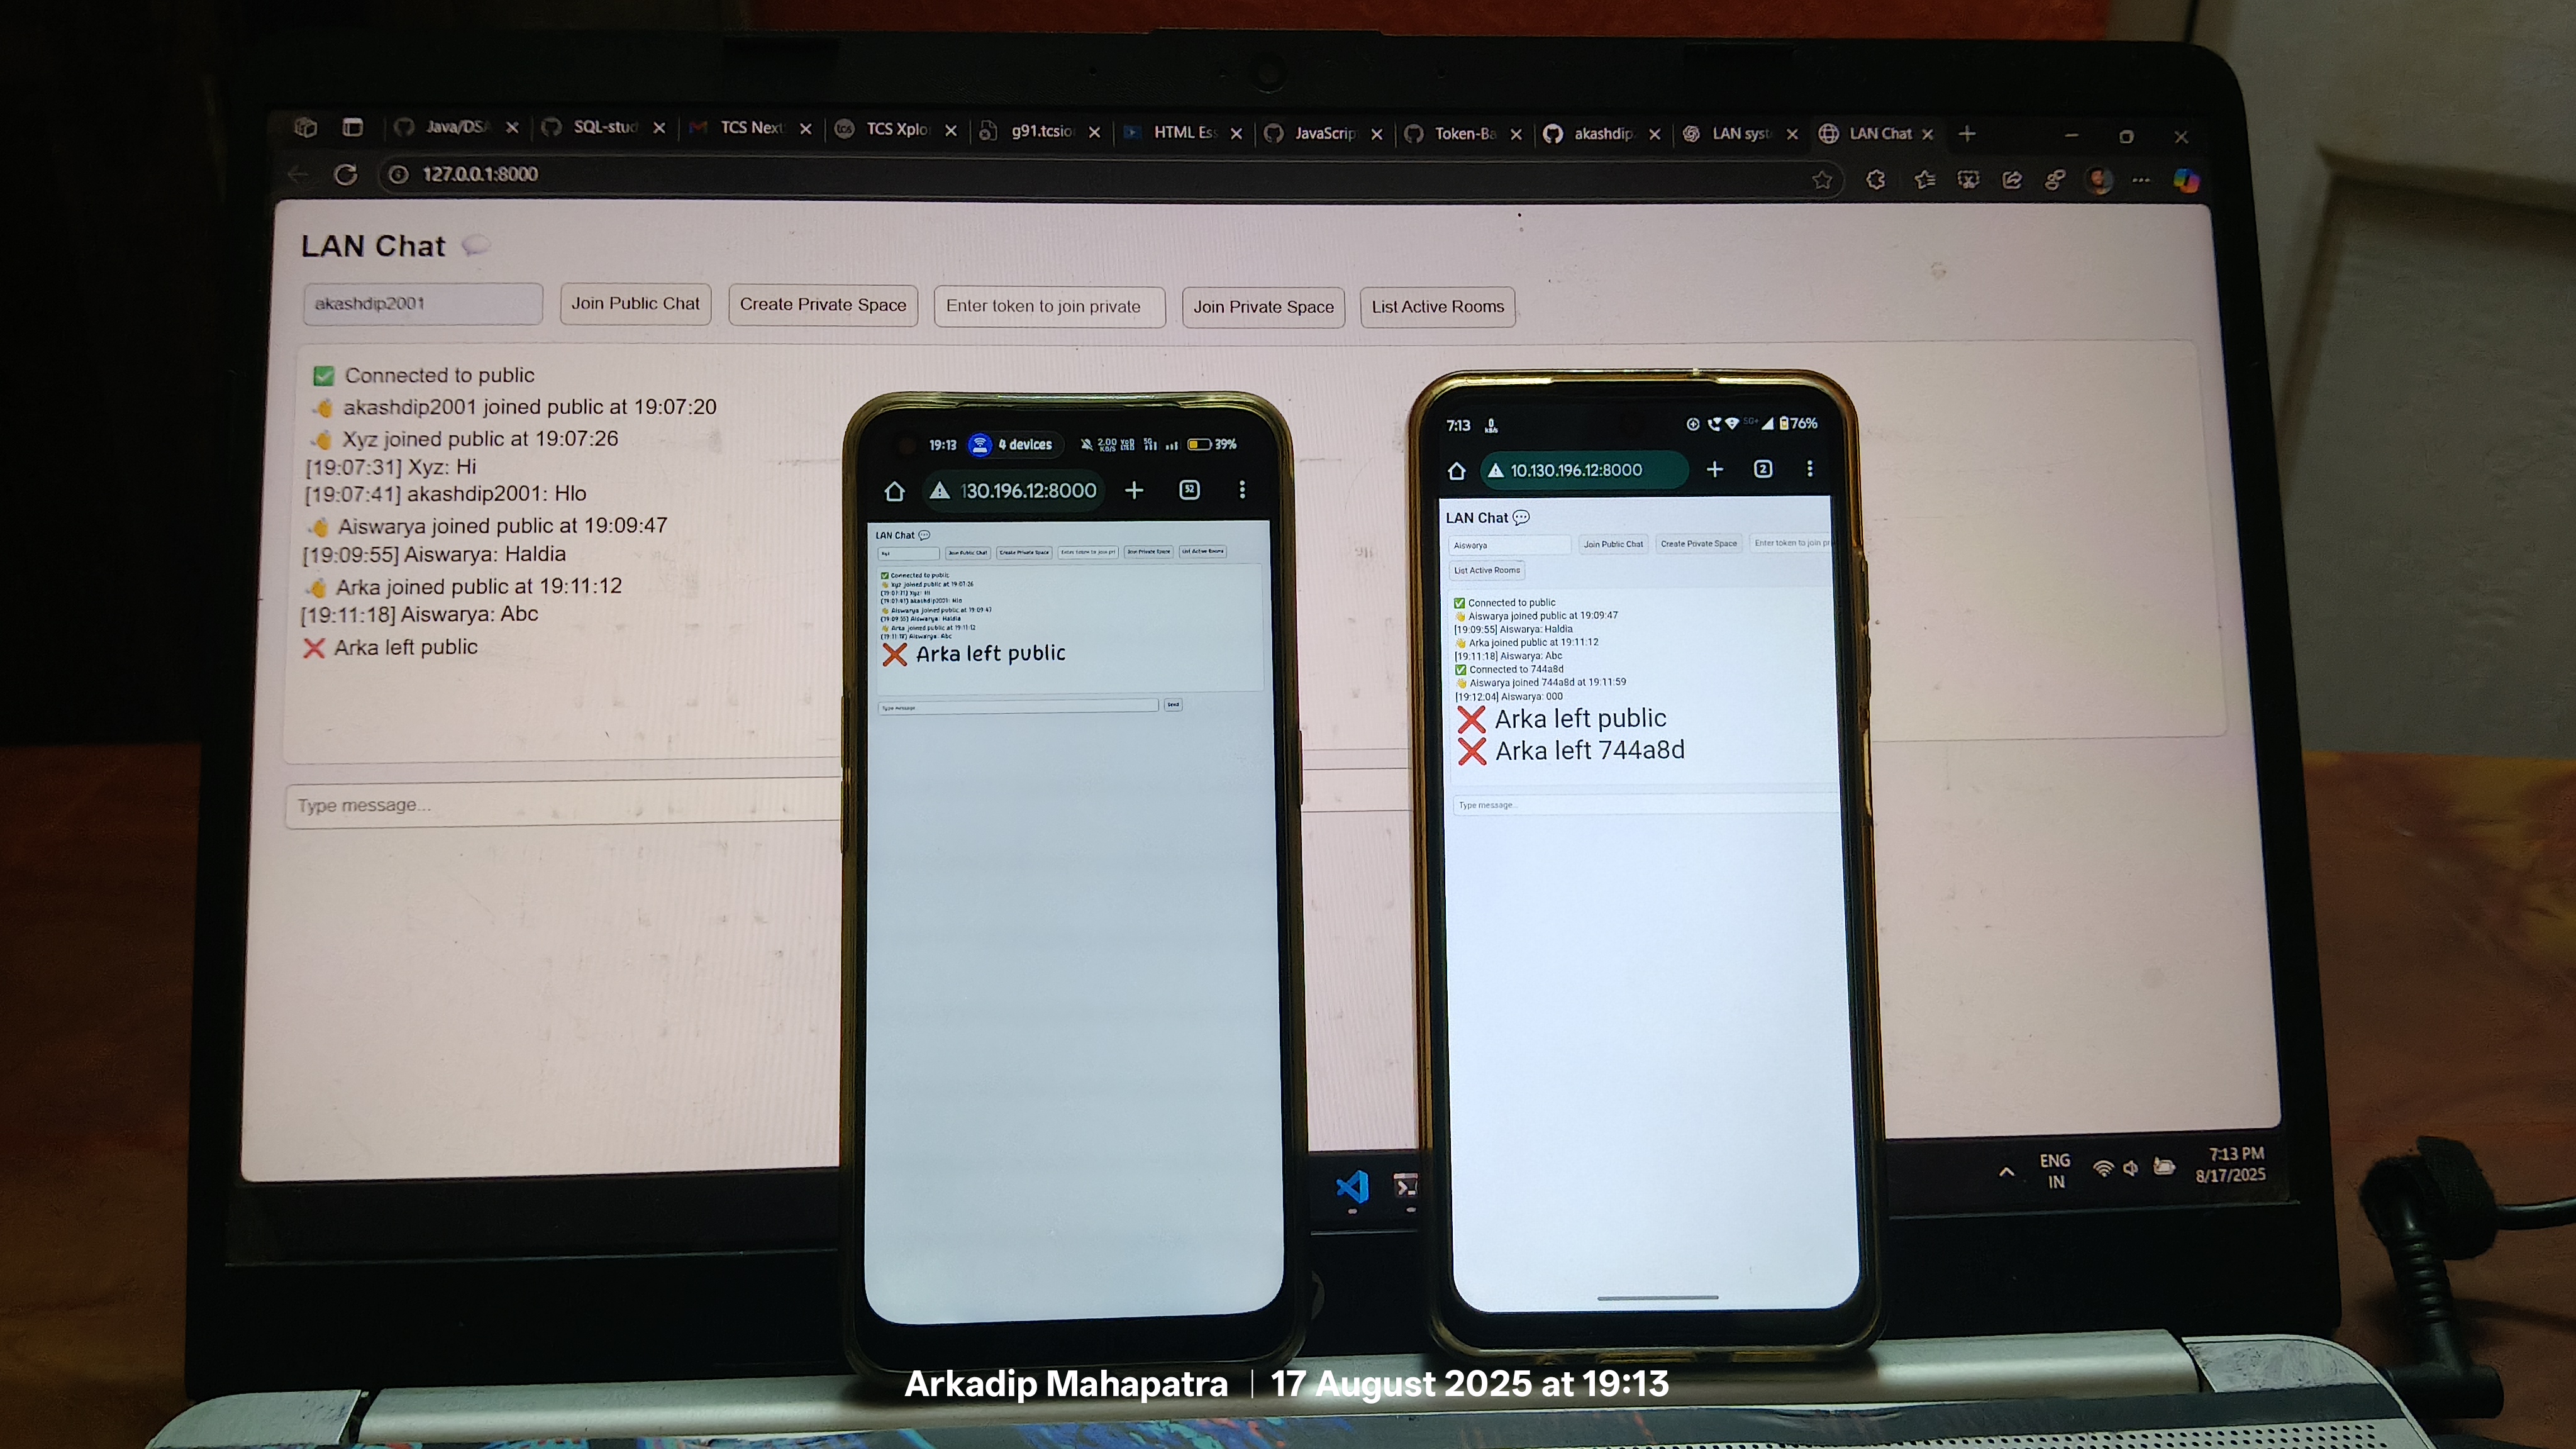 Java/DSA
SQL-stud
TCS Next
TCS Xplo
g91.tcsio
HTML Ess
JavaScrip
Token-Ba
akashdip
LAN syst
LAN Chat
127.0.0.1:8000
LAN Chat 💬
akashdip2001
Join Public Chat
Create Private Space
Enter token to join private
Join Private Space
List Active Rooms
✅ Connected to public
👋 akashdip2001 joined public at 19:07:20
👋 Xyz joined public at 19:07:26
[19:07:31] Xyz: Hi
[19:07:41] akashdip2001: Hlo
👋 Aiswarya joined public at 19:09:47
[19:09:55] Aiswarya: Haldia
👋 Arka joined public at 19:11:12
[19:11:18] Aiswarya: Abc
❌ Arka left public
Type message...
19:13
4 devices
2.00 KB/S
5G
39%
130.196.12:8000
32
LAN Chat 💬
Xyz
Join Public Chat
Create Private Space
Enter token to join pri
Join Private Space
List Active Rooms
✅ Connected to public
👋 Xyz joined public at 19:07:26
[19:07:31] Xyz: Hi
[19:07:41] akashdip2001: Hlo
👋 Aiswarya joined public at 19:09:47
[19:09:55] Aiswarya: Haldia
👋 Arka joined public at 19:11:12
[19:11:18] Aiswarya: Abc
❌ Arka left public
Type message...
Send
7:13
0 KB/s
5G+
76%
10.130.196.12:8000
2
LAN Chat 💬
Aiswarya
Join Public Chat
Create Private Space
Enter token to join pr
List Active Rooms
✅ Connected to public
👋 Aiswarya joined public at 19:09:47
[19:09:55] Aiswarya: Haldia
👋 Arka joined public at 19:11:12
[19:11:18] Aiswarya: Abc
✅ Connected to 744a8d
👋 Aiswarya joined 744a8d at 19:11:59
[19:12:04] Aiswarya: 000
❌ Arka left public
❌ Arka left 744a8d
Type message...
ENG
IN
7:13 PM
8/17/2025
Arkadip Mahapatra | 17 August 2025 at 19:13